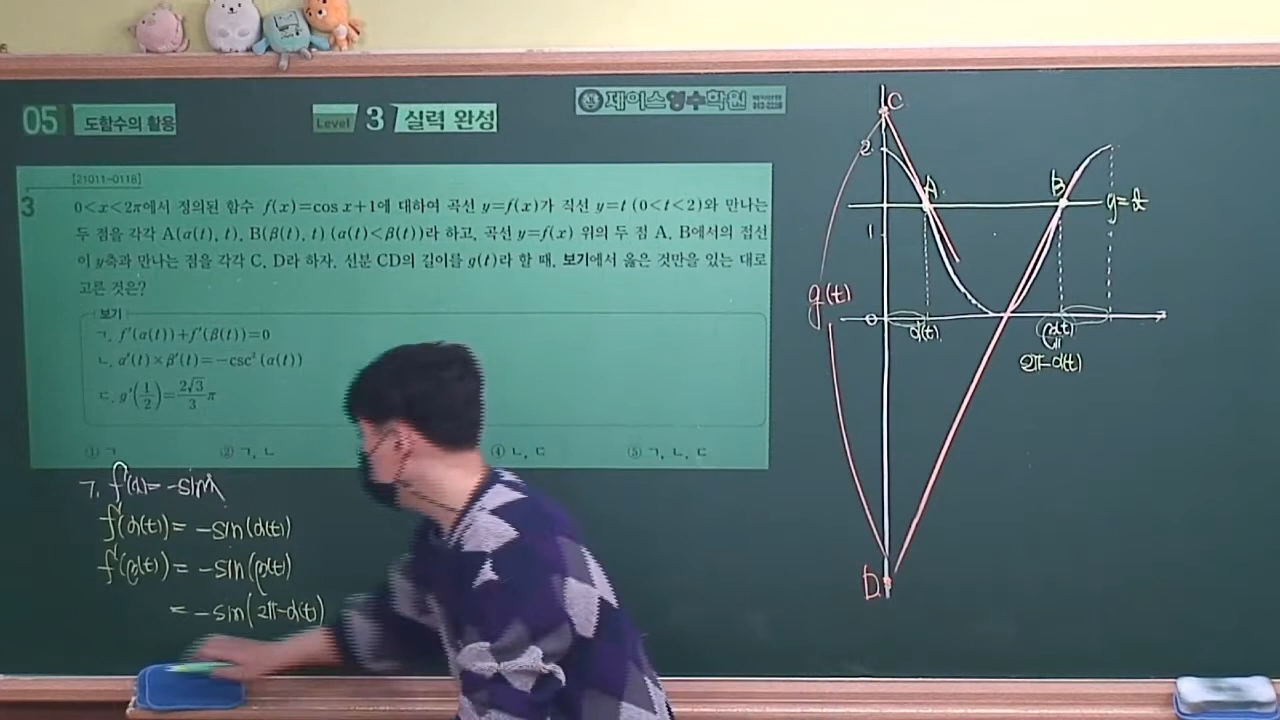 05 도함수의 활용
Level 3 실력 완성
제이스영수학원
[21011-0118]
3
0<x<2π에서 정의된 함수 f(x)=cos x+1에 대하여 곡선 y=f(x)가 직선 y=t (0<t<2)와 만나는
두 점을 각각 A(α(t), t), B(β(t), t) (α(t)<β(t))라 하고, 곡선 y=f(x) 위의 두 점 A, B에서의 접선
이 y축과 만나는 점을 각각 C, D라 하자. 선분 CD의 길이를 g(t)라 할 때, 보기에서 옳은 것만을 있는 대로
고른 것은?
보기
ㄱ. f′(α(t))+f′(β(t))=0
ㄴ. α′(t)×β′(t)=−csc²(α(t))
ㄷ. g′(1/2)=2√3/3 π
① ㄱ ② ㄱ, ㄴ ④ ㄴ, ㄷ ⑤ ㄱ, ㄴ, ㄷ
ㄱ. f′(x)= −sinx
f′(α(t))= −sin(α(t))
f′(β(t))= −sin(β(t))
= −sin(2π−α(t))
C
2
A
B
y=t
1
g(t)
0
α(t)
β(t)
=
2π−α(t)
D